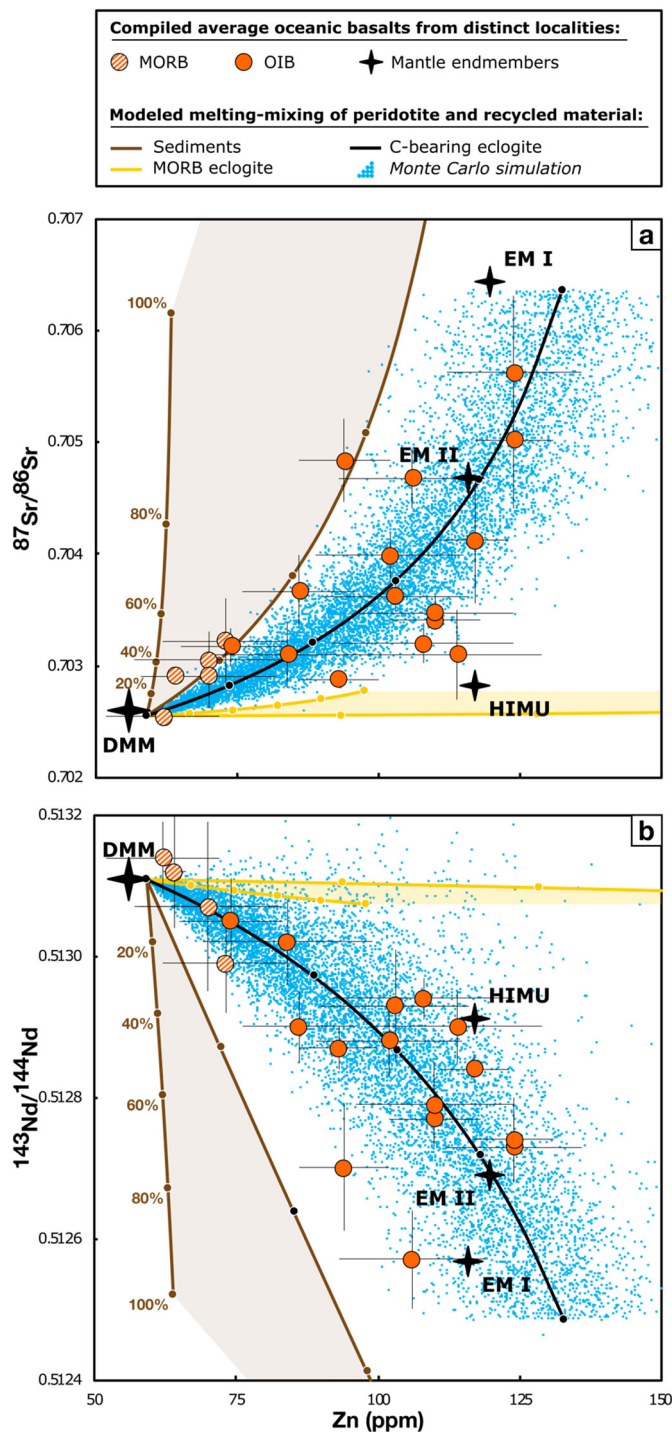 Compiled average oceanic basalts from distinct localities:
MORB OIB Mantle endmembers
Modeled melting-mixing of peridotite and recycled material:
Sediments C-bearing eclogite
MORB eclogite Monte Carlo simulation
a
0.707
0.706
0.705
0.704
0.703
0.702
87Sr/86Sr
100%
80%
60%
40%
20%
EM I
EM II
HIMU
DMM
b
0.5132
0.5130
0.5128
0.5126
0.5124
143Nd/144Nd
DMM
20%
40%
60%
80%
100%
HIMU
EM II
EM I
50 75 100 125 150
Zn (ppm)